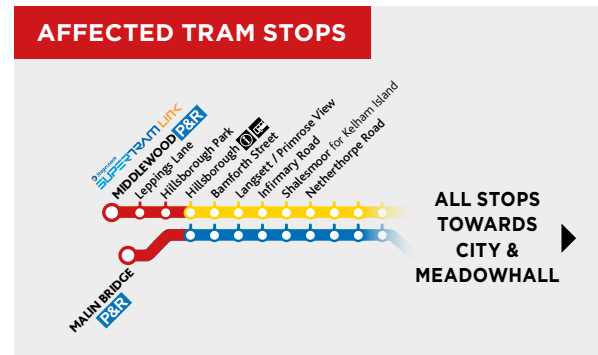 AFFECTED TRAM STOPS
Stagecoach
SUPERTRAM LINK
MIDDLEWOOD P&R
Leppings Lane
Hillsborough Park
Hillsborough
Bamforth Street
Langsett / Primrose View
Infirmary Road
Shalesmoor for Kelham Island
Netherthorpe Road
MALIN BRIDGE
P&R
ALL STOPS
TOWARDS
CITY &
MEADOWHALL